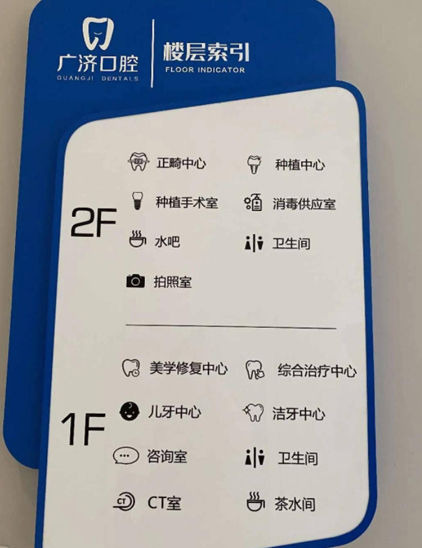 广济口腔
GUANGJI DENTALS
楼层索引
FLOOR INDICATOR
2F
正畸中心 种植中心
种植手术室 消毒供应室
水吧 卫生间
拍照室
1F
美学修复中心 综合治疗中心
儿牙中心 洁牙中心
咨询室 卫生间
CT CT室 茶水间